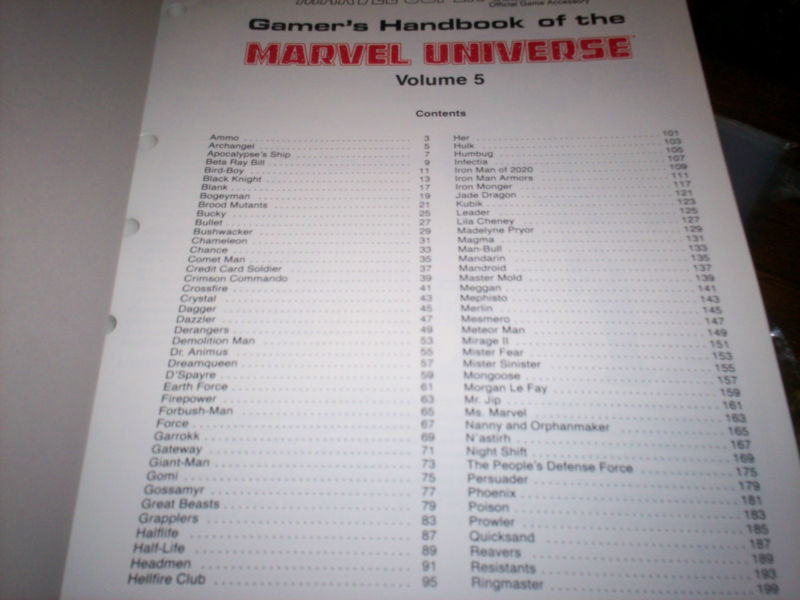 MARVEL SUPER
Official Game Accessory
Gamer's Handbook of the
MARVEL UNIVERSE
Volume 5
Contents
Ammo 3
Archangel 5
Apocalypse's Ship 7
Beta Ray Bill 9
Bird-Boy 11
Black Knight 13
Blank 17
Bogeyman 19
Brood Mutants 21
Bucky 25
Bullet 27
Bushwacker 29
Chameleon 31
Chance 33
Comet Man 35
Credit Card Soldier 37
Crimson Commando 39
Crossfire 41
Crystal 43
Dagger 45
Dazzler 47
Derangers 49
Demolition Man 53
Dr. Animus 55
Dreamqueen 57
D'Spayre 59
Earth Force 61
Firepower 63
Forbush-Man 65
Force 67
Garrokk 69
Gateway 71
Giant-Man 73
Gomi 75
Gossamyr 77
Great Beasts 79
Grapplers 83
Halflife 87
Half-Life 89
Headmen 91
Hellfire Club 95
Her 101
Hulk 103
Humbug 105
Infectia 107
Iron Man of 2020 109
Iron Man Armors 111
Iron Monger 117
Jade Dragon 121
Kubik 123
Leader 125
Lila Cheney 127
Madelyne Pryor 129
Magma 131
Man-Bull 133
Mandarin 135
Mandroid 137
Master Mold 139
Meggan 141
Mephisto 143
Merlin 145
Mesmero 147
Meteor Man 149
Mirage II 151
Mister Fear 153
Mister Sinister 155
Mongoose 157
Morgan Le Fay 159
Mr. Jip 161
Ms. Marvel 163
Nanny and Orphanmaker 165
N'astirh 167
Night Shift 169
The People's Defense Force 175
Persuader 179
Phoenix 181
Poison 183
Prowler 185
Quicksand 187
Reavers 189
Resistants 193
Ringmaster 199